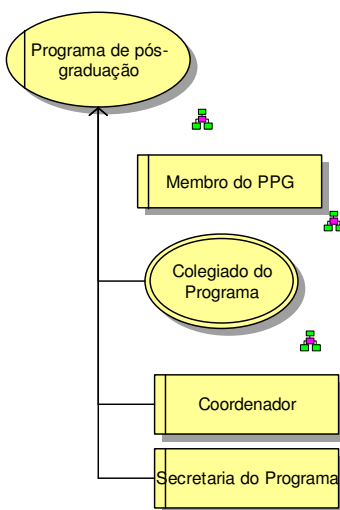 Programa de pós-
graduação
Membro do PPG
Colegiado do
Programa
Coordenador
Secretaria do Programa